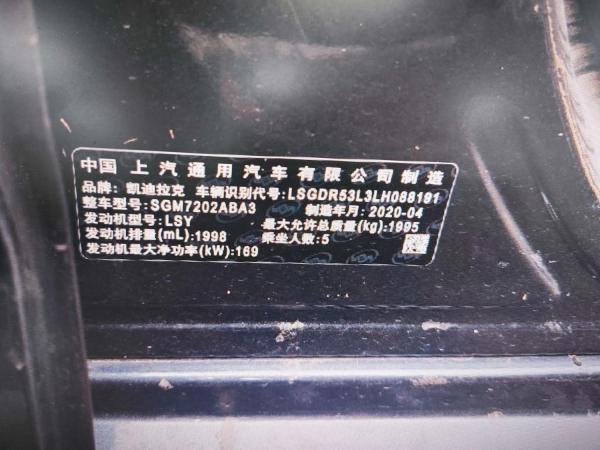 中国 上汽通用汽车有限公司制造
品牌: 凯迪拉克 车辆识别代号:LSGDR53L3LH088191
整车型号:SGM7202ABA3 制造年月:2020-04
发动机型号:LSY 最大允许总质量(kg):1995
发动机排量(mL):1998 乘坐人数:5
发动机最大净功率(kW):169